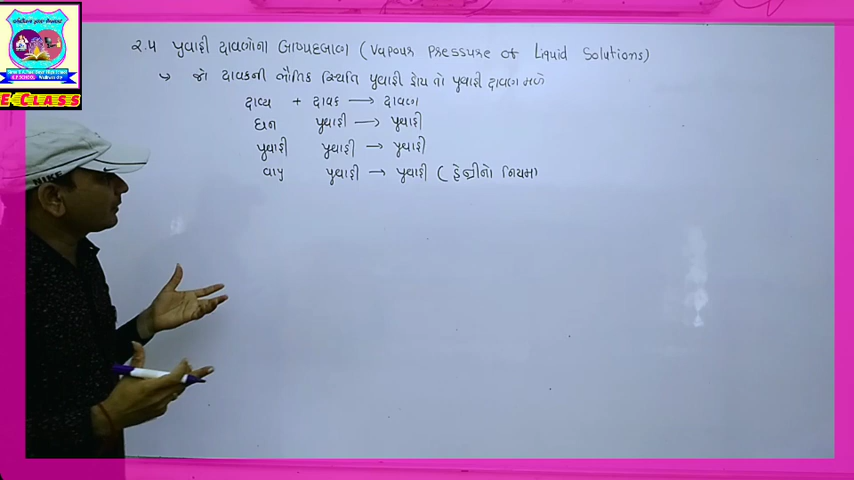 ૨.૫ પ્રવાહી દ્રાવણોના બાષ્પદબાણ (Vapour Pressure of Liquid Solutions)
→ જો દ્રાવકની ભૌતિક સ્થિતિ પ્રવાહી હોય તો પ્રવાહી દ્રાવણ મળે
દ્રાવ્ય + દ્રાવક → દ્રાવણ
ઘન પ્રવાહી → પ્રવાહી
પ્રવાહી પ્રવાહી → પ્રવાહી
વાયુ પ્રવાહી → પ્રવાહી (હેન્રીનો નિયમ)
E CLASS
NIKE